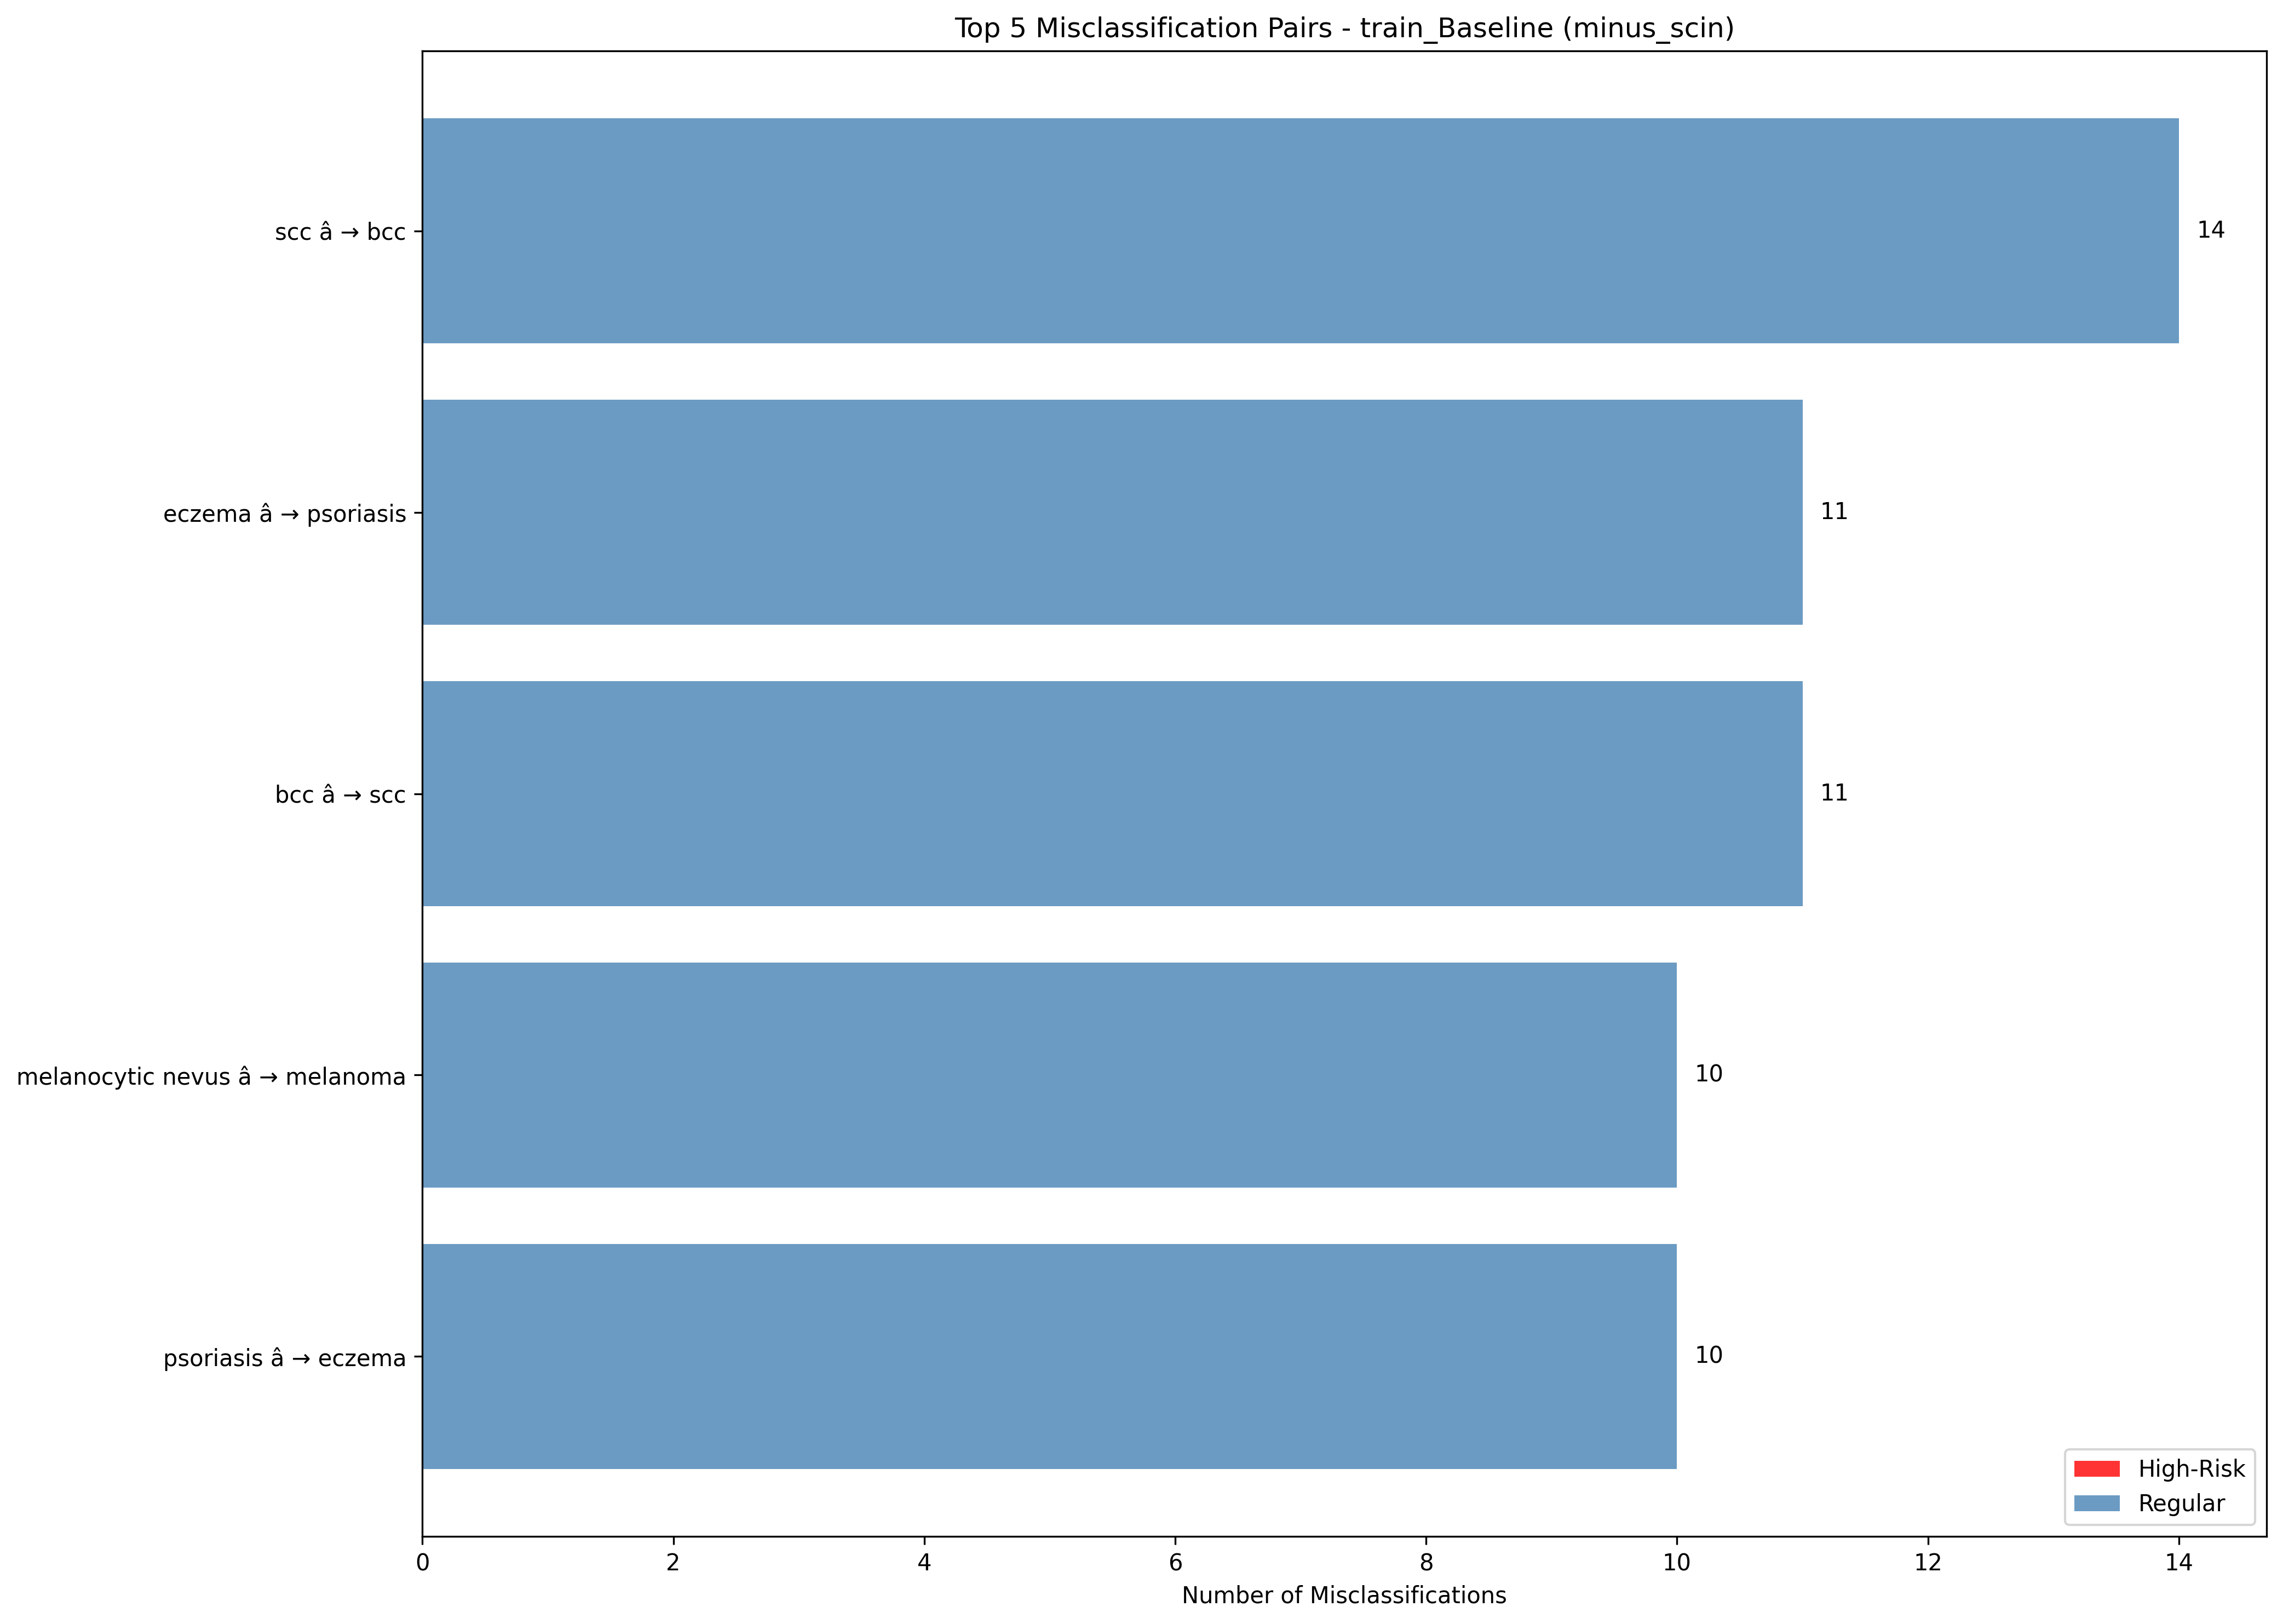 Top 5 Misclassification Pairs - train_Baseline (minus_scin)
scc â → bcc
14
eczema â → psoriasis
11
bcc â → scc
11
melanocytic nevus â → melanoma
10
psoriasis â → eczema
10
High-Risk
Regular
0 2 4 6 8 10 12 14
Number of Misclassifications